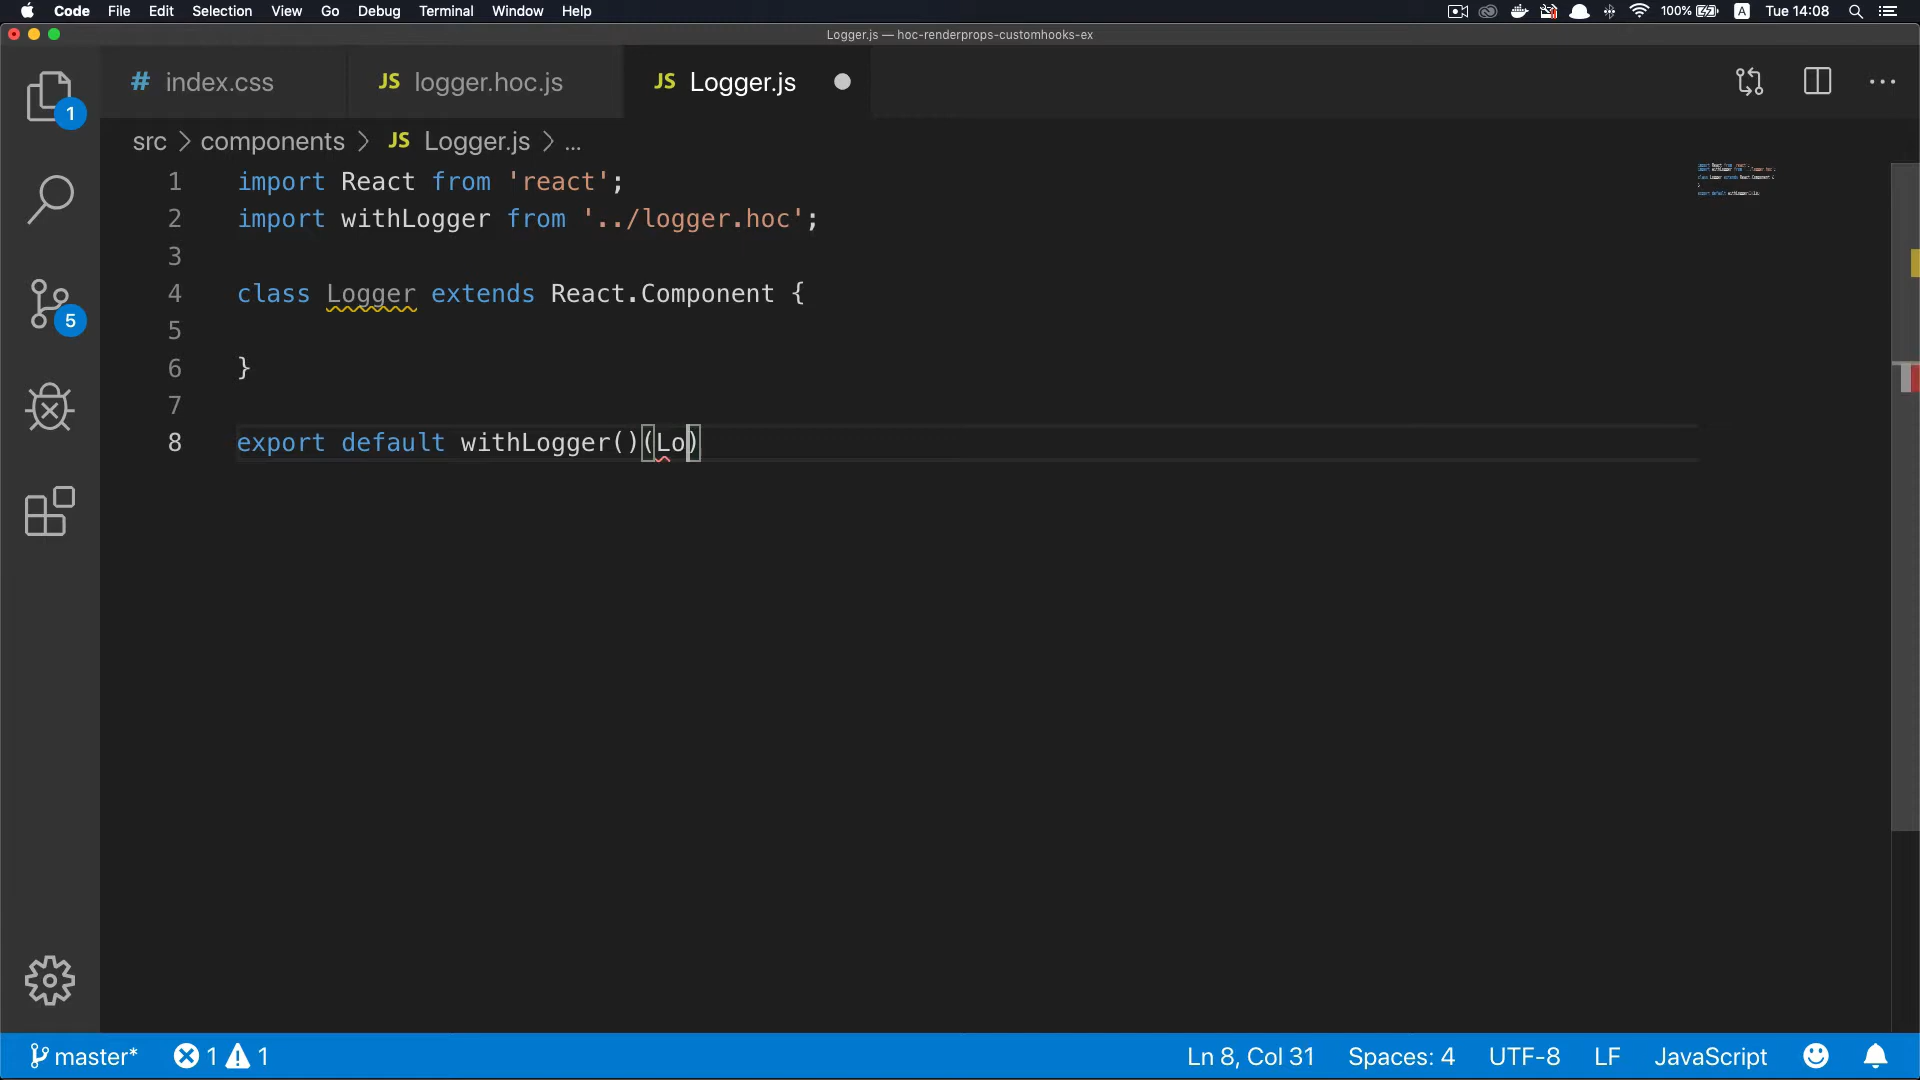 Code File Edit Selection View Go Debug Terminal Window Help 100% A Tue 14:08
Logger.js — hoc-renderprops-customhooks-ex
# index.css JS logger.hoc.js JS Logger.js
src > components > JS Logger.js > ...
1 import React from 'react';
2 import withLogger from '../logger.hoc';
3
4 class Logger extends React.Component {
5
6 }
7
8 export default withLogger()(Lo)
1
5
master* 1 1 Ln 8, Col 31 Spaces: 4 UTF-8 LF JavaScript